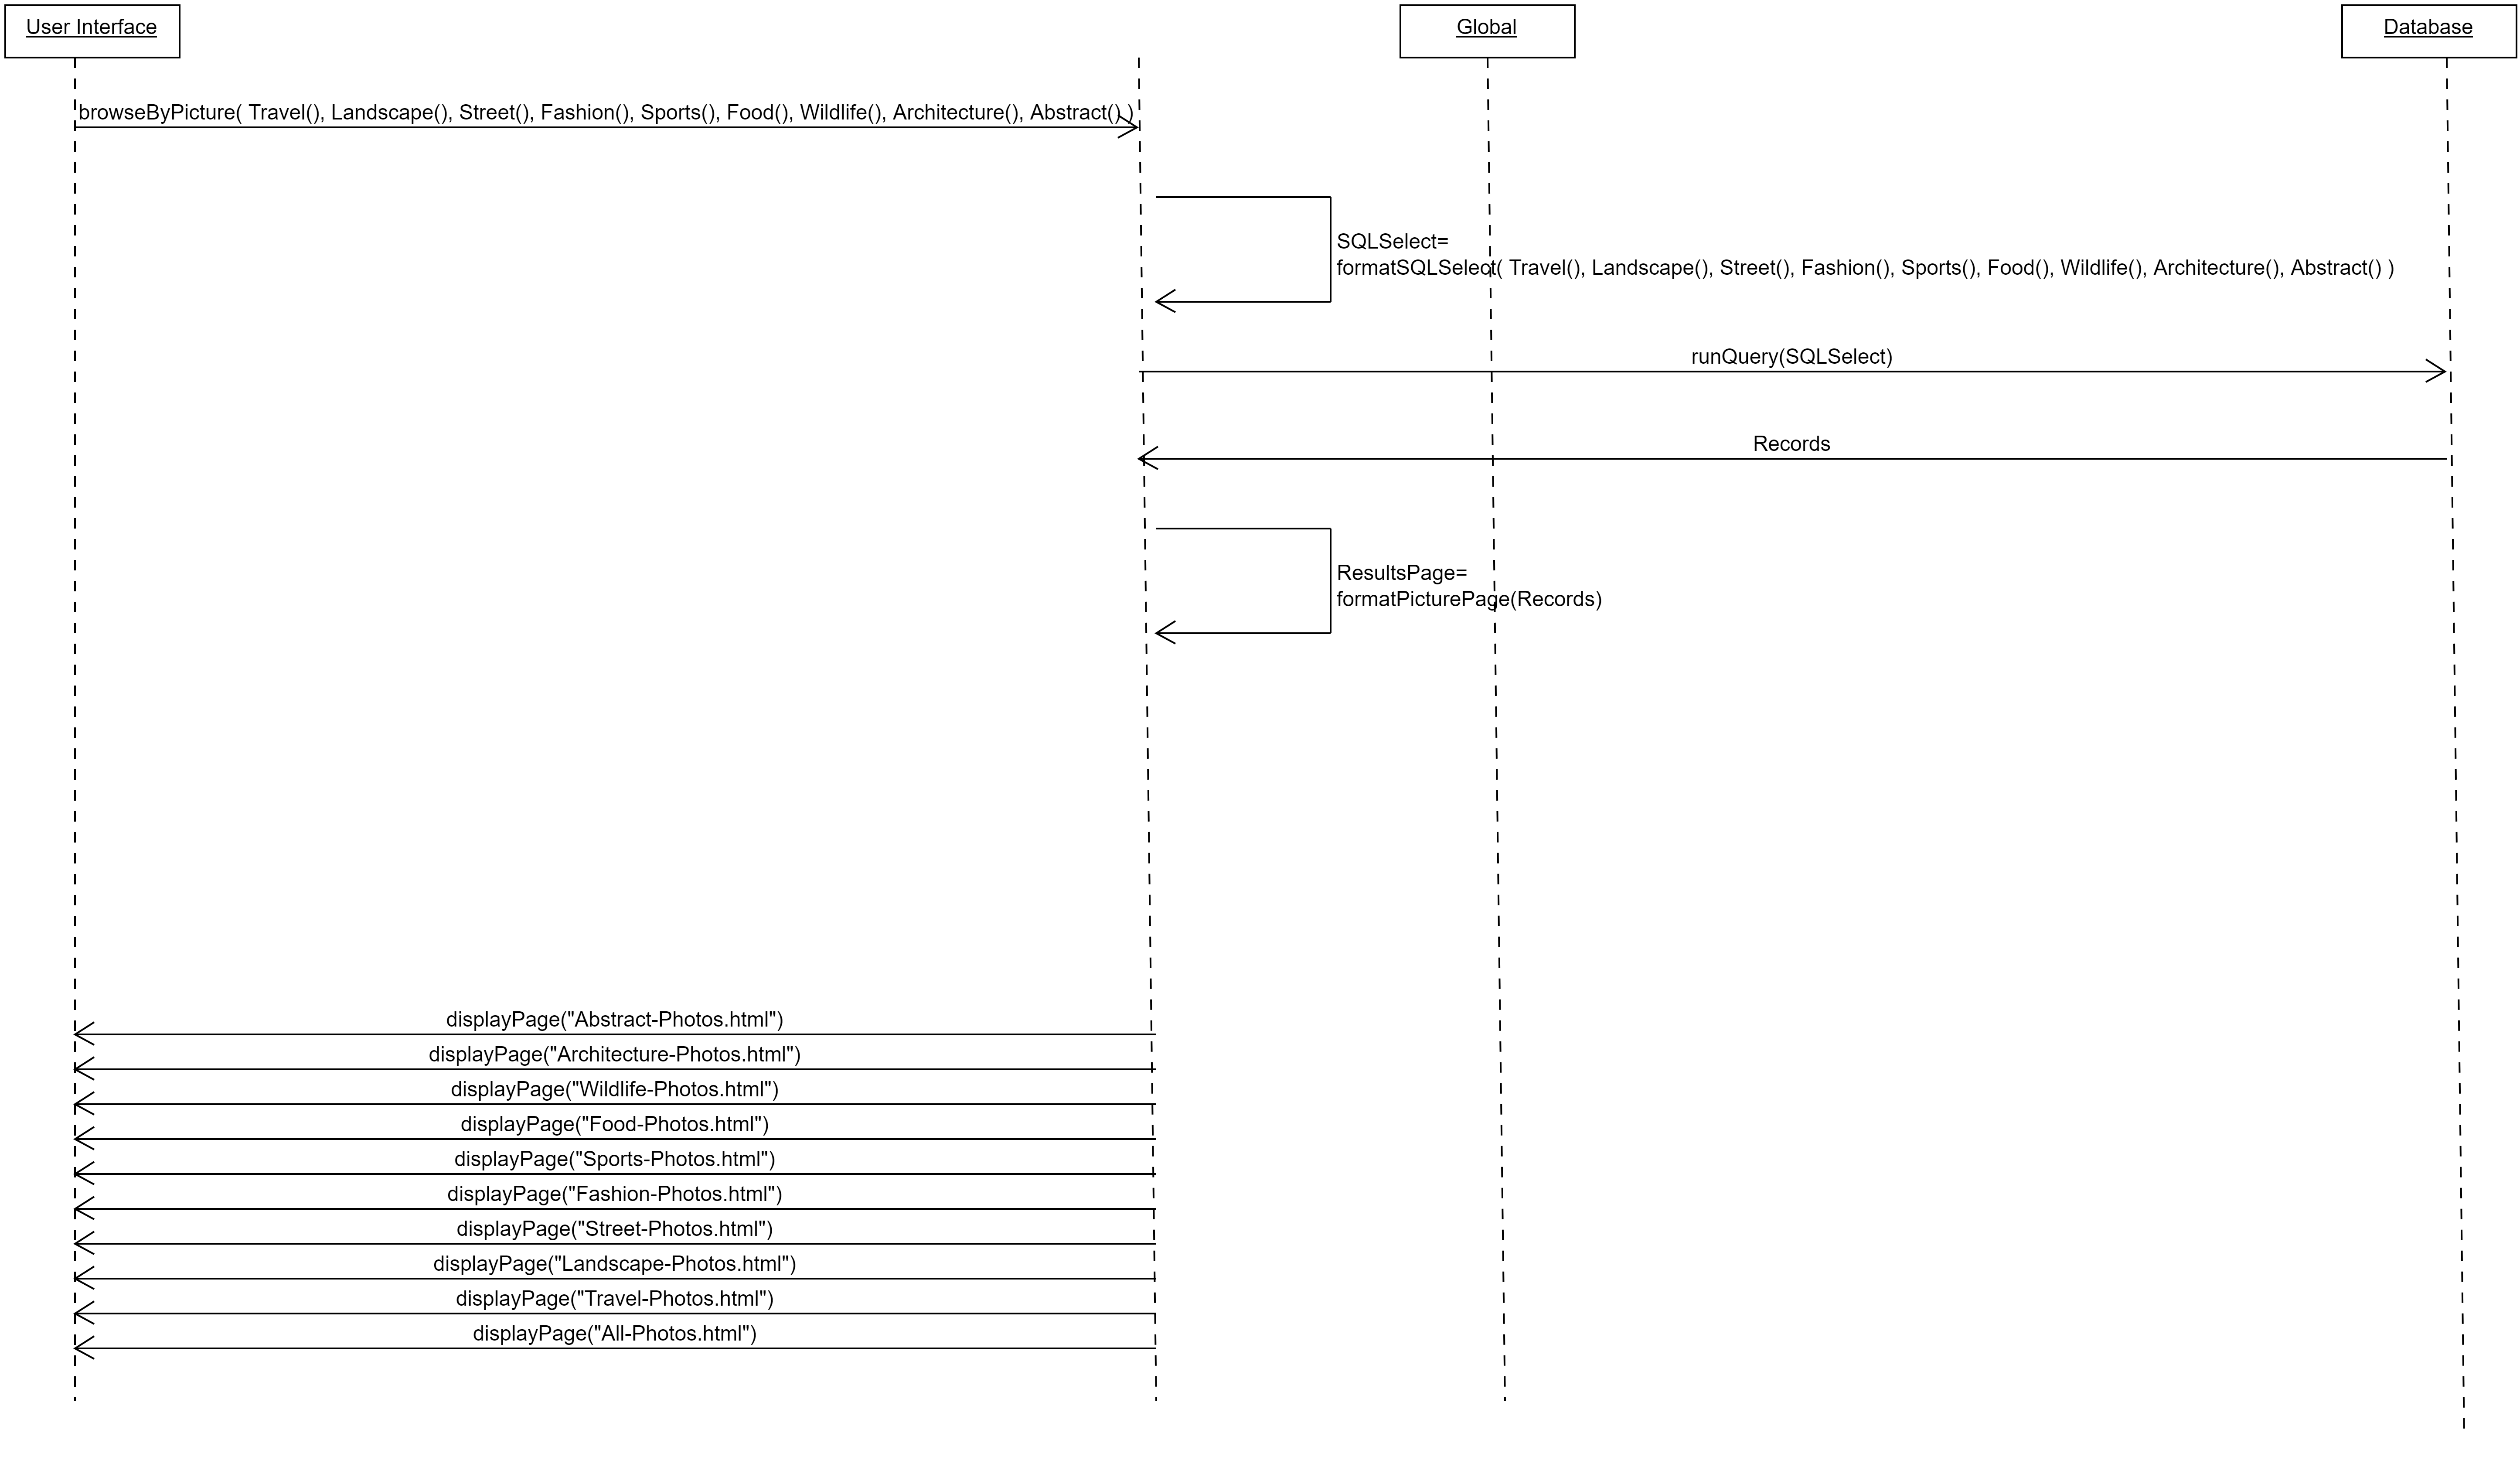 User Interface
Global
Database
browseByPicture( Travel(), Landscape(), Street(), Fashion(), Sports(), Food(), Wildlife(), Architecture(), Abstract() )
SQLSelect=
formatSQLSelect( Travel(), Landscape(), Street(), Fashion(), Sports(), Food(), Wildlife(), Architecture(), Abstract() )
runQuery(SQLSelect)
Records
ResultsPage=
formatPicturePage(Records)
displayPage("Abstract-Photos.html")
displayPage("Architecture-Photos.html")
displayPage("Wildlife-Photos.html")
displayPage("Food-Photos.html")
displayPage("Sports-Photos.html")
displayPage("Fashion-Photos.html")
displayPage("Street-Photos.html")
displayPage("Landscape-Photos.html")
displayPage("Travel-Photos.html")
displayPage("All-Photos.html")